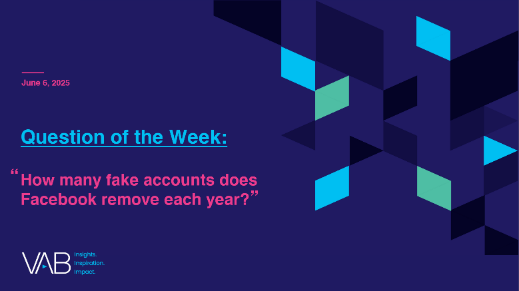 June 6, 2025
Question of the Week:
“How many fake accounts does
Facebook remove each year?”
VAB
Insights.
Inspiration.
Impact.